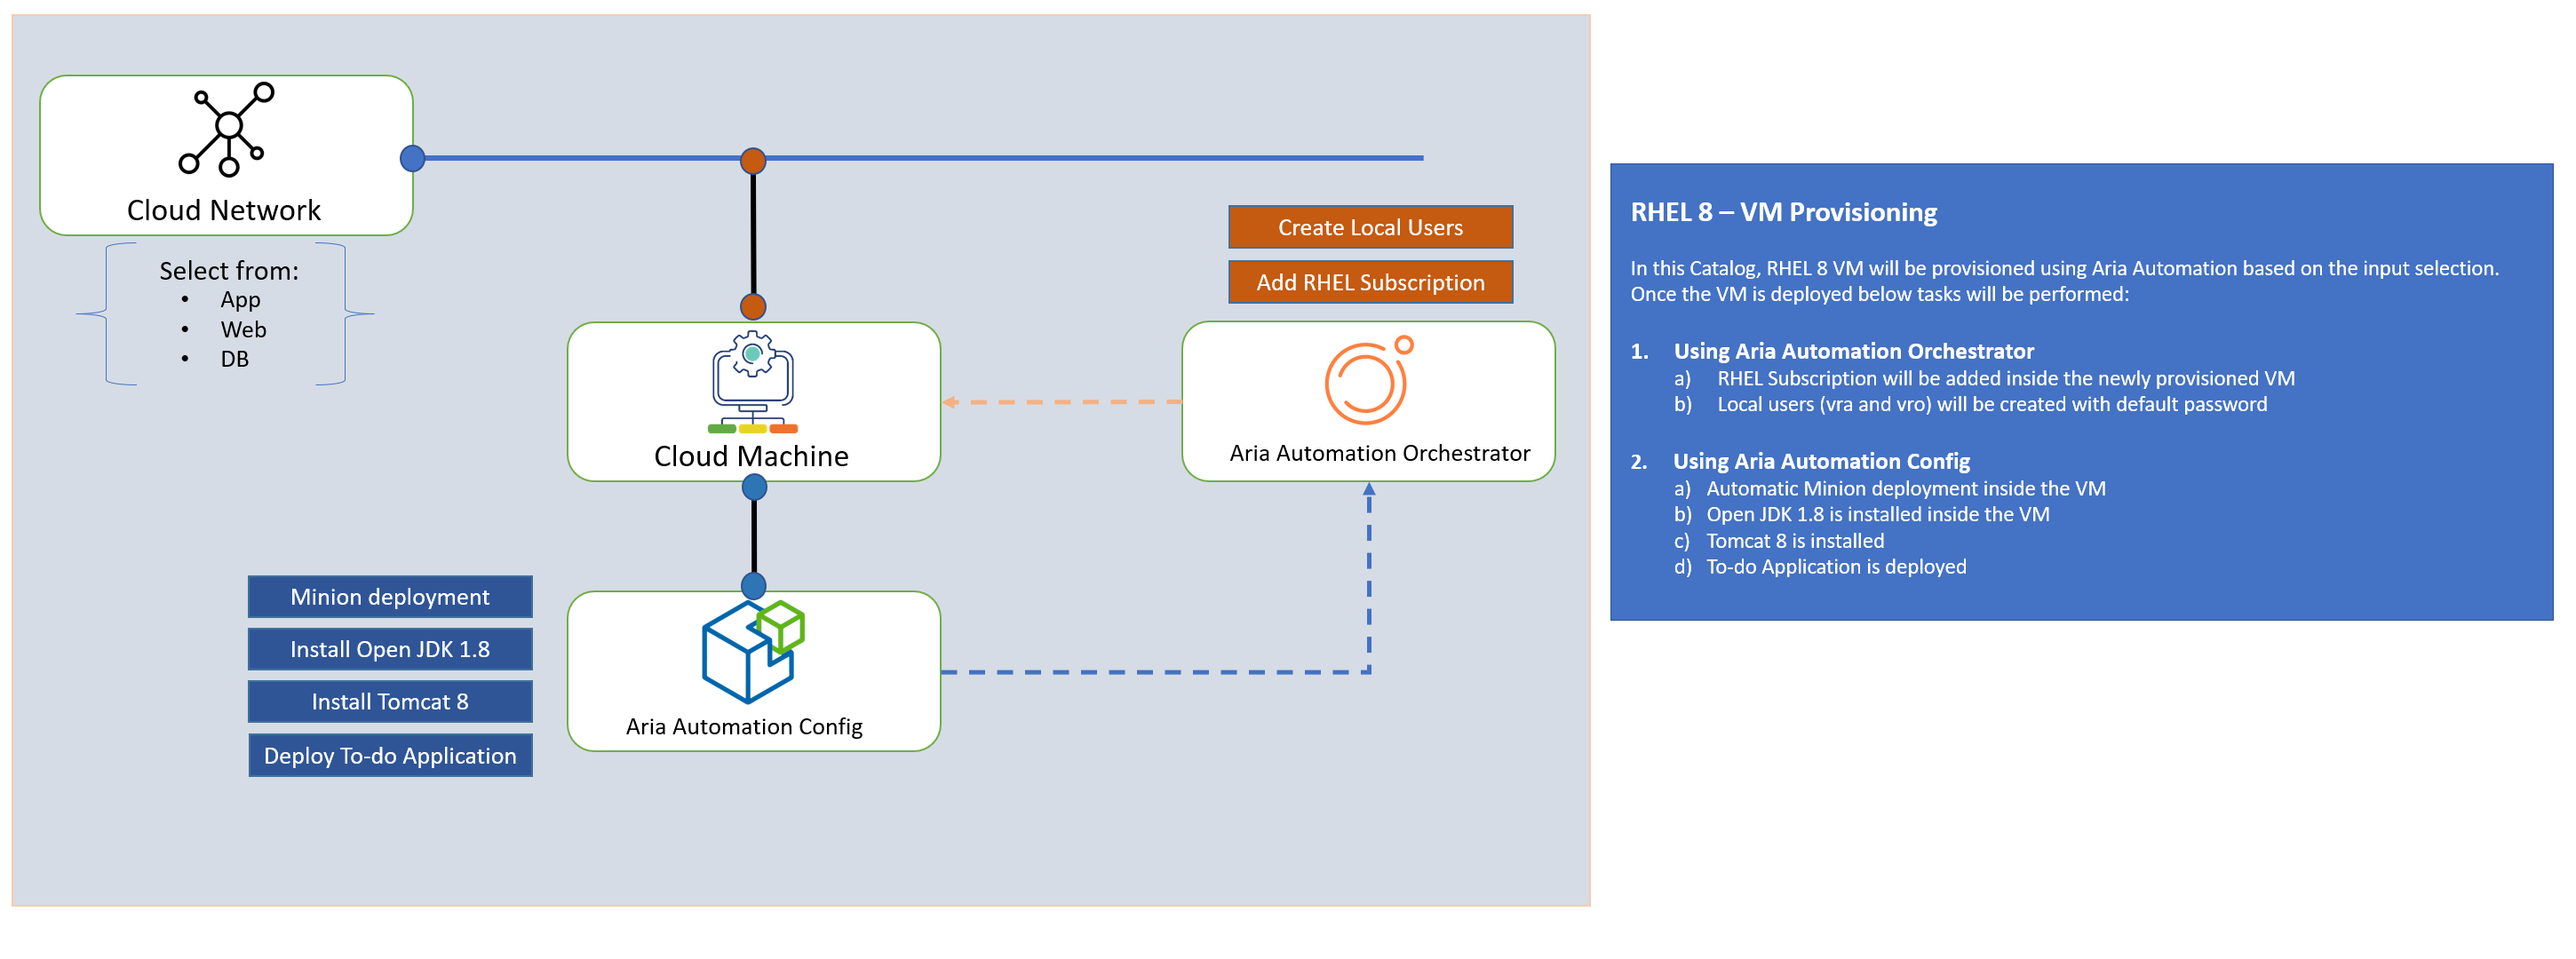 Cloud Network
Select from:
• App
• Web
• DB
Create Local Users
Add RHEL Subscription
Cloud Machine
Aria Automation Orchestrator
Minion deployment
Install Open JDK 1.8
Install Tomcat 8
Deploy To-do Application
Aria Automation Config
RHEL 8 – VM Provisioning
In this Catalog, RHEL 8 VM will be provisioned using Aria Automation based on the input selection.
Once the VM is deployed below tasks will be performed:
1. Using Aria Automation Orchestrator
a) RHEL Subscription will be added inside the newly provisioned VM
b) Local users (vra and vro) will be created with default password
2. Using Aria Automation Config
a) Automatic Minion deployment inside the VM
b) Open JDK 1.8 is installed inside the VM
c) Tomcat 8 is installed
d) To-do Application is deployed